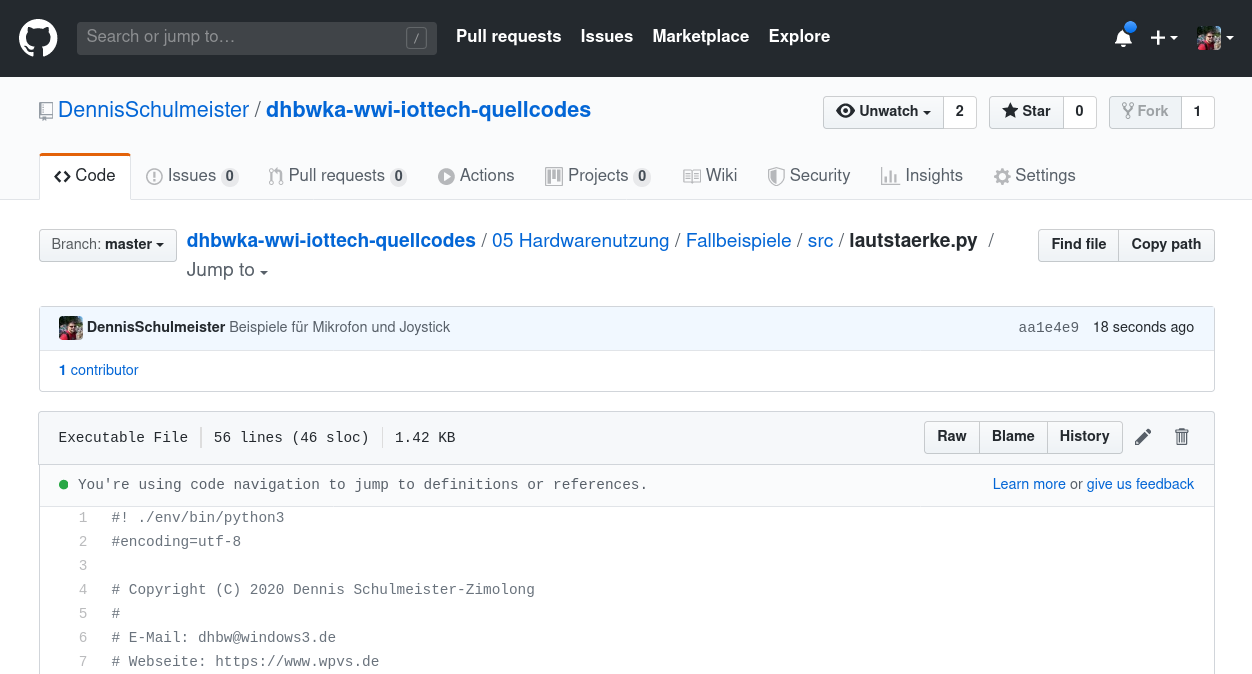 Search or jump to… /
Pull requests Issues Marketplace Explore
DennisSchulmeister / dhbwka-wwi-iottech-quellcodes
Unwatch 2 Star 0 Fork 1
Code Issues 0 Pull requests 0 Actions Projects 0 Wiki Security Insights Settings
Branch: master dhbwka-wwi-iottech-quellcodes / 05 Hardwarenutzung / Fallbeispiele / src / lautstaerke.py /
Jump to
Find file Copy path
DennisSchulmeister Beispiele für Mikrofon und Joystick aa1e4e9 18 seconds ago
1 contributor
Executable File 56 lines (46 sloc) 1.42 KB Raw Blame History
You're using code navigation to jump to definitions or references. Learn more or give us feedback
1 #! ./env/bin/python3
2 #encoding=utf-8
3
4 # Copyright (C) 2020 Dennis Schulmeister-Zimolong
5 #
6 # E-Mail: dhbw@windows3.de
7 # Webseite: https://www.wpvs.de